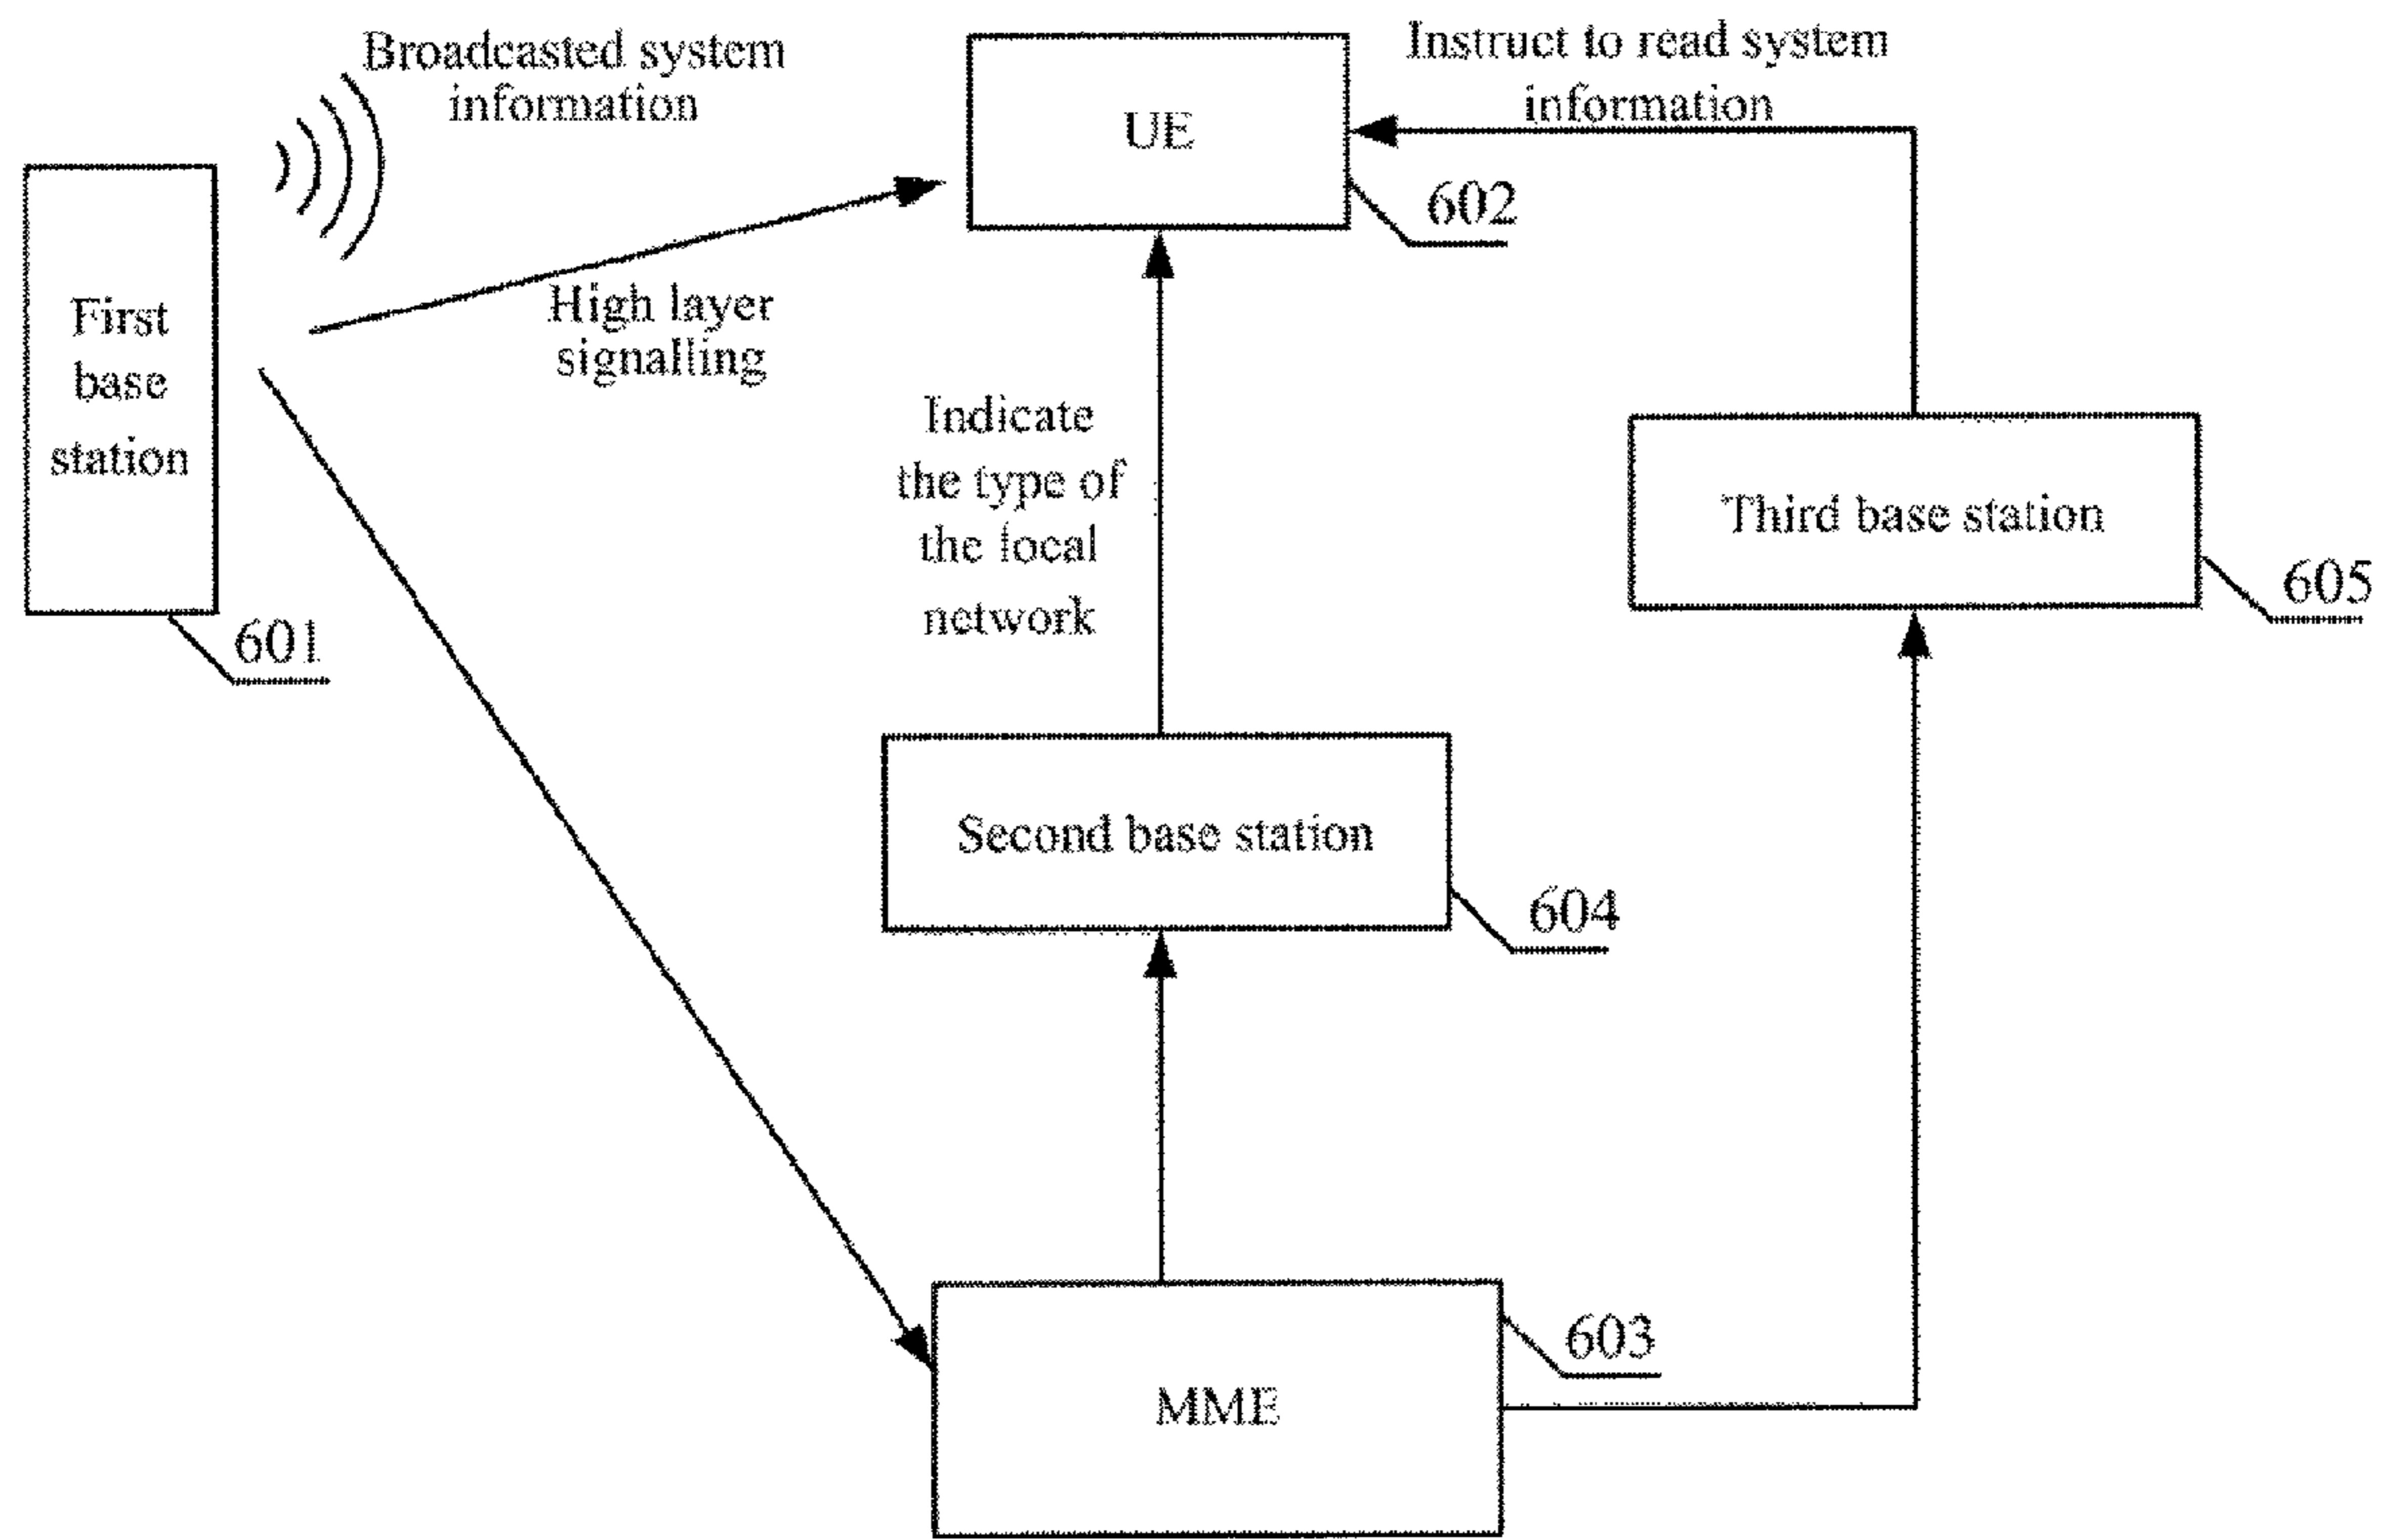 Broadcasted system
information
Instruct to read system
information
UE
602
First
base
station
601
High layer
signalling
Indicate
the type of
the local
network
Third base station
605
Second base station
604
603
MME